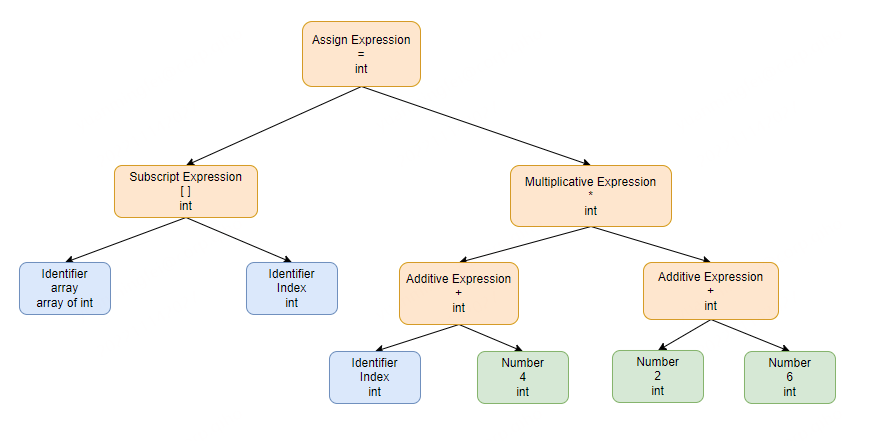 Assign Expression
=
int
Subscript Expression
[ ]
int
Multiplicative Expression
*
int
Identifier
array
array of int
Identifier
Index
int
Additive Expression
+
int
Additive Expression
+
int
Identifier
Index
int
Number
4
int
Number
2
int
Number
6
int